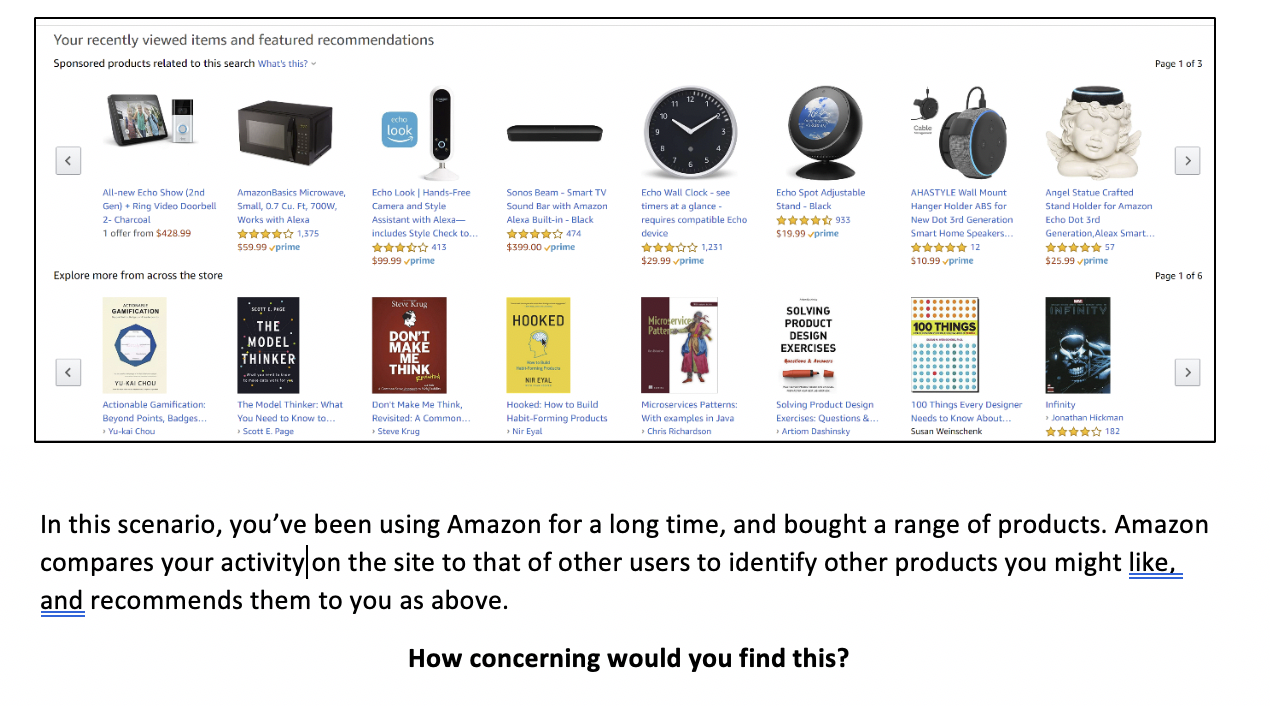 Your recently viewed items and featured recommendations
Sponsored products related to this search What's this?
Page 1 of 3
echo
look
Cable
Management
All-new Echo Show (2nd
Gen) + Ring Video Doorbell
2- Charcoal
1 offer from $428.99
AmazonBasics Microwave,
Small, 0.7 Cu. Ft, 700W,
Works with Alexa
1,375
$59.99 prime
Echo Look | Hands-Free
Camera and Style
Assistant with Alexa—
includes Style Check to...
413
$99.99 prime
Sonos Beam - Smart TV
Sound Bar with Amazon
Alexa Built-in - Black
474
$399.00 prime
Echo Wall Clock - see
timers at a glance -
requires compatible Echo
device
1,231
$29.99 prime
Echo Spot Adjustable
Stand - Black
933
$19.99 prime
AHASTYLE Wall Mount
Hanger Holder ABS for
New Dot 3rd Generation
Smart Home Speakers...
12
$10.99 prime
Angel Statue Crafted
Stand Holder for Amazon
Echo Dot 3rd
Generation,Aleax Smart...
57
$25.99 prime
Explore more from across the store
Page 1 of 6
ACTIONABLE
GAMIFICATION
YU-KAI CHOU
SCOTT E. PAGE
THE
MODEL
THINKER
Steve Krug
DON'T
MAKE
ME
THINK
HOOKED
NIR EYAL
Microservices
Patterns
SOLVING
PRODUCT
DESIGN
EXERCISES
Questions & Answers
100 THINGS
INFINITY
Actionable Gamification:
Beyond Points, Badges...
› Yu-kai Chou
The Model Thinker: What
You Need to Know to...
› Scott E. Page
Don't Make Me Think,
Revisited: A Common...
› Steve Krug
Hooked: How to Build
Habit-Forming Products
› Nir Eyal
Microservices Patterns:
With examples in Java
› Chris Richardson
Solving Product Design
Exercises: Questions &...
› Artiom Dashinsky
100 Things Every Designer
Needs to Know About...
Susan Weinschenk
Infinity
› Jonathan Hickman
182
In this scenario, you've been using Amazon for a long time, and bought a range of products. Amazon
compares your activity on the site to that of other users to identify other products you might like,
and recommends them to you as above.
How concerning would you find this?